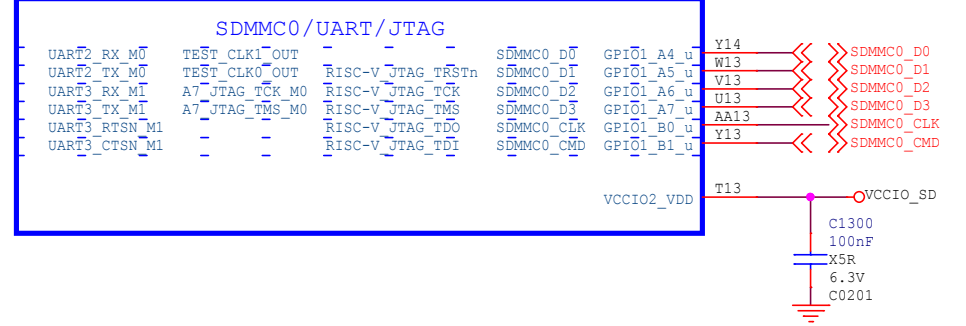 SDMMC0/UART/JTAG
UART2_RX_M0 TEST_CLK1_OUT SDMMC0_D0 GPIO1_A4_u Y14 SDMMC0_D0
UART2_TX_M0 TEST_CLK0_OUT RISC-V_JTAG_TRSTn SDMMC0_D1 GPIO1_A5_u W13 SDMMC0_D1
UART3_RX_M1 A7_JTAG_TCK_M0 RISC-V_JTAG_TCK SDMMC0_D2 GPIO1_A6_u V13 SDMMC0_D2
UART3_TX_M1 A7_JTAG_TMS_M0 RISC-V_JTAG_TMS SDMMC0_D3 GPIO1_A7_u U13 SDMMC0_D3
UART3_RTSN_M1 RISC-V_JTAG_TDO SDMMC0_CLK GPIO1_B0_u AA13 SDMMC0_CLK
UART3_CTSN_M1 RISC-V_JTAG_TDI SDMMC0_CMD GPIO1_B1_u Y13 SDMMC0_CMD
VCCIO2_VDD T13 VCCIO_SD
C1300
100nF
X5R
6.3V
C0201